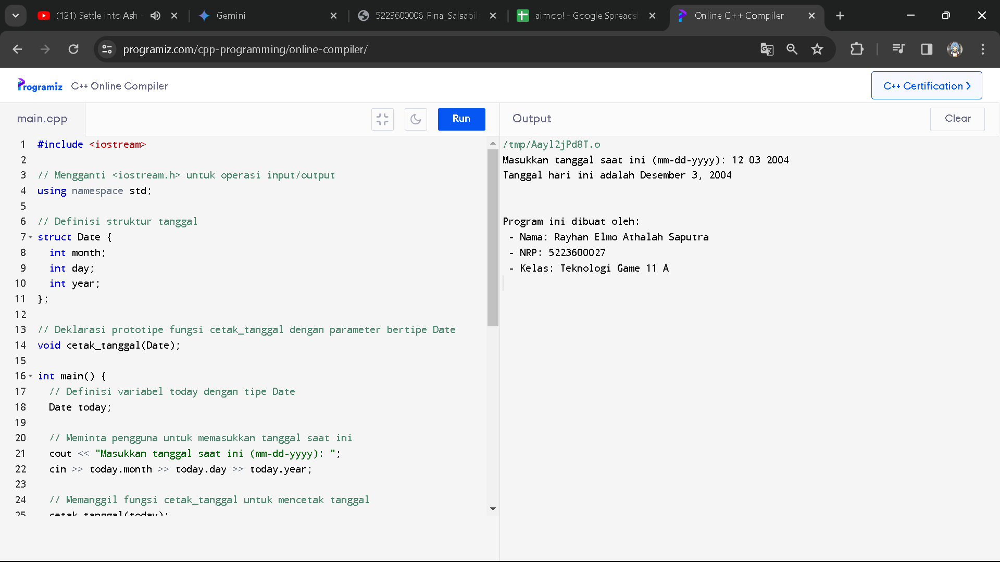 (121) Settle into Ash -
Gemini
5223600006_Fina_Salsabil
aimoo! - Google Spreads
Online C++ Compiler
programiz.com/cpp-programming/online-compiler/
Programiz C++ Online Compiler
C++ Certification
main.cpp
Run
1 #include <iostream>
2
3 // Mengganti <iostream.h> untuk operasi input/output
4 using namespace std;
5
6 // Definisi struktur tanggal
7 struct Date {
8 int month;
9 int day;
10 int year;
11 };
12
13 // Deklarasi prototipe fungsi cetak_tanggal dengan parameter bertipe Date
14 void cetak_tanggal(Date);
15
16 int main() {
17 // Definisi variabel today dengan tipe Date
18 Date today;
19
20 // Meminta pengguna untuk memasukkan tanggal saat ini
21 cout << "Masukkan tanggal saat ini (mm-dd-yyyy): ";
22 cin >> today.month >> today.day >> today.year;
23
24 // Memanggil fungsi cetak_tanggal untuk mencetak tanggal
25 cetak_tanggal(today);
Output
Clear
/tmp/Aayl2jPd8T.o
Masukkan tanggal saat ini (mm-dd-yyyy): 12 03 2004
Tanggal hari ini adalah Desember 3, 2004
Program ini dibuat oleh:
- Nama: Rayhan Elmo Athalah Saputra
- NRP: 5223600027
- Kelas: Teknologi Game 11 A